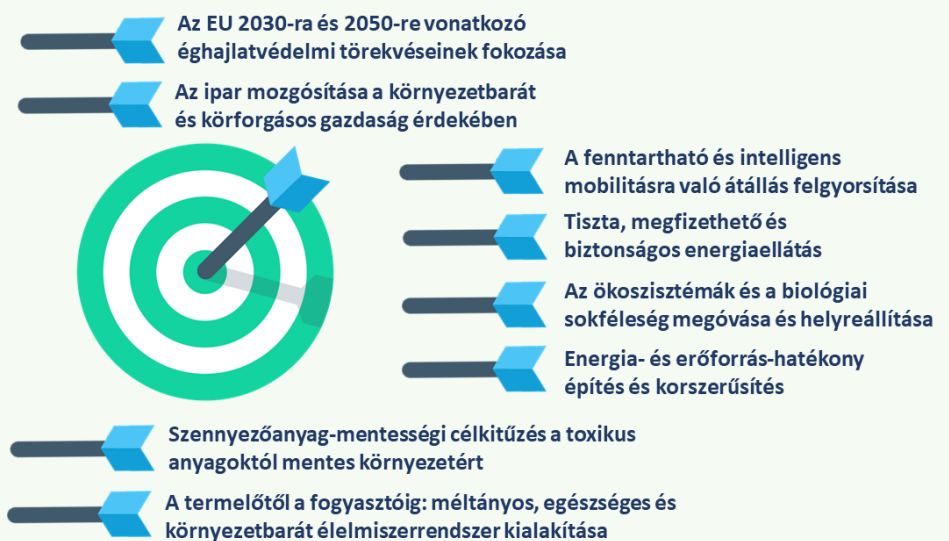 Az EU 2030-ra és 2050-re vonatkozó
éghajlatvédelmi törekvéseinek fokozása
Az ipar mozgósítása a környezetbarát
és körforgásos gazdaság érdekében
A fenntartható és intelligens
mobilitásra való átállás felgyorsítása
Tiszta, megfizethető és
biztonságos energiaellátás
Az ökoszisztémák és a biológiai
sokféleség megóvása és helyreállítása
Energia- és erőforrás-hatékony
építés és korszerűsítés
Szennyezőanyag-mentességi célkitűzés a toxikus
anyagoktól mentes környezetért
A termelőtől a fogyasztóig: méltányos, egészséges és
környezetbarát élelmiszerrendszer kialakítása